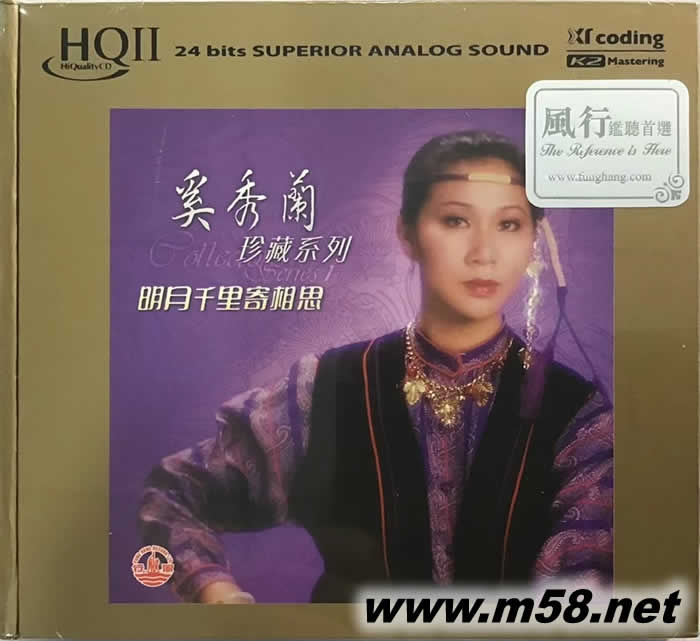 HQII
HiQualityCD
24 bits SUPERIOR ANALOG SOUND
XR coding
K2 Mastering
風行鑑聽首選
The Reference is Here
www.funghang.com
奚秀蘭
珍藏系列
Series 1
明月千里寄相思
www.m58.net